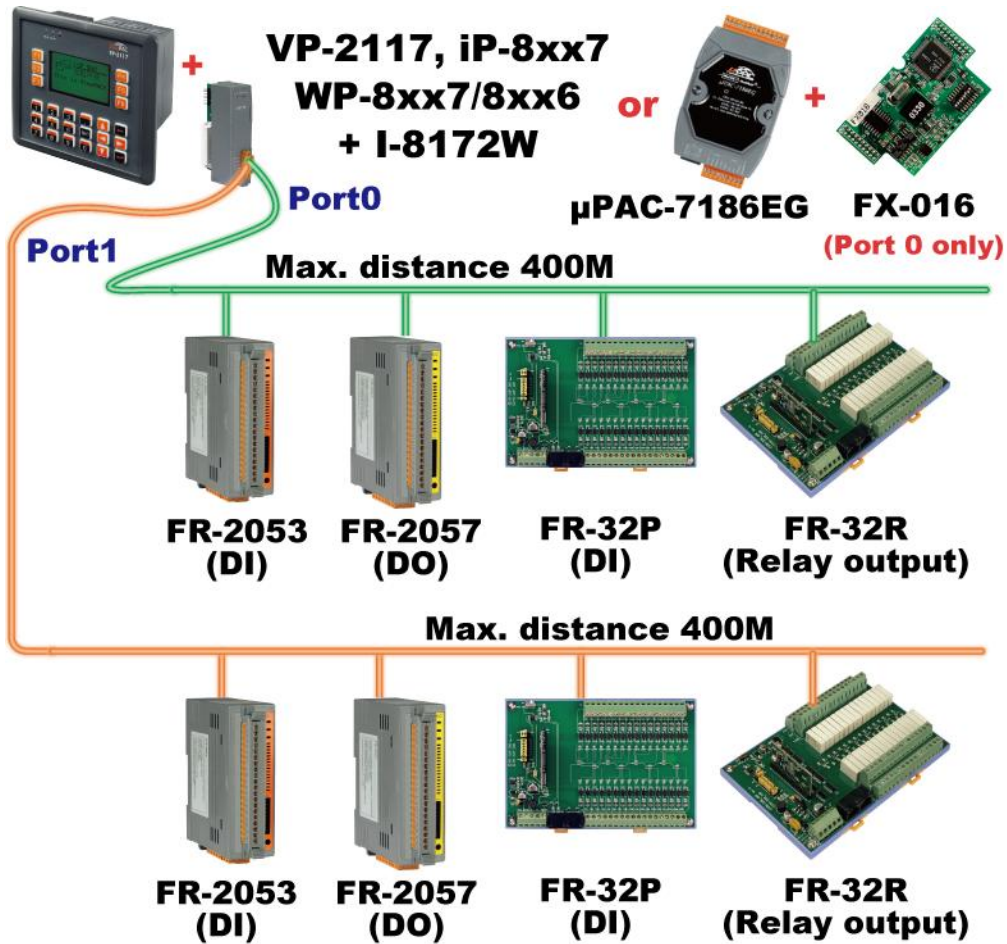 VP-2117, iP-8xx7
WP-8xx7/8xx6
+ I-8172W
+
or
+
µPAC-7186EG
FX-016
(Port 0 only)
Port0
Port1
Max. distance 400M
FR-2053
(DI)
FR-2057
(DO)
FR-32P
(DI)
FR-32R
(Relay output)
Max. distance 400M
FR-2053
(DI)
FR-2057
(DO)
FR-32P
(DI)
FR-32R
(Relay output)